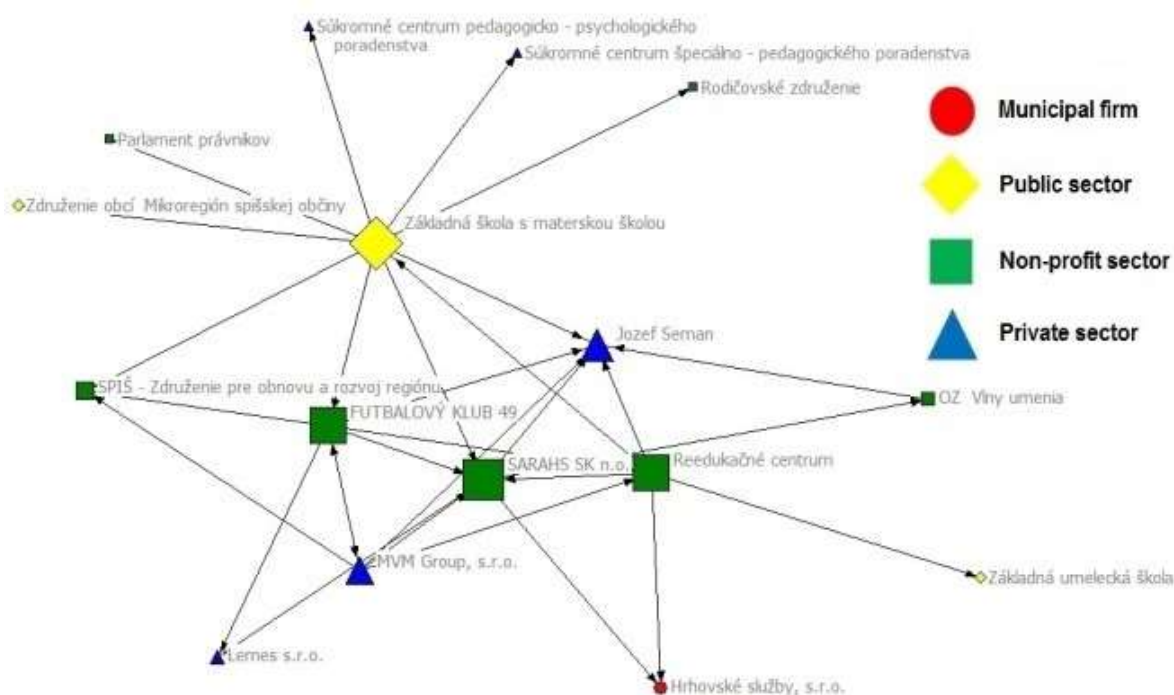 Súkromné centrum pedagogicko - psychologického
poradenstva
Súkromné centrum špeciálno - pedagogického poradenstva
Rodičovské združenie
Parlament právnikov
Združenie obcí Mikroregión spišskej občiny
Základná škola s materskou školou
Jozef Seman
SPIŠ - Združenie pre obnovu a rozvoj regiónu
FUTBALOVÝ KLUB 49
OZ Vlny umenia
SARAHS SK n.o.
Reedukačné centrum
MVM Group, s.r.o.
Základná umelecká škola
Lemes s.r.o.
Hrhovské služby, s.r.o.
Municipal firm
Public sector
Non-profit sector
Private sector